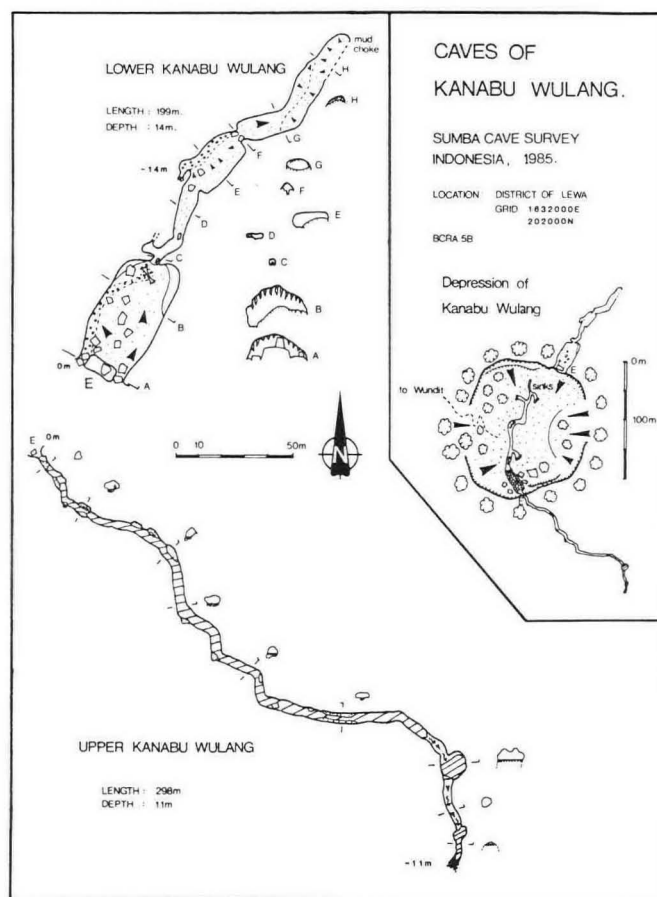 LOWER KANABU WULANG
LENGTH : 199m.
DEPTH : 14m.
mud
choke
H
H
G
F
G
-14m
F
E
E
D
D
C
C
B
B
A
A
0m
E
0 10 50m
N
CAVES OF
KANABU WULANG.
SUMBA CAVE SURVEY
INDONESIA, 1985.
LOCATION DISTRICT OF LEWA
GRID 1632000E
202000N
BCRA 5B
Depression of
Kanabu Wulang
E
sinks
to Wundit
0m
100m
E 0m
UPPER KANABU WULANG
LENGTH : 298m
DEPTH : 11m
-11m